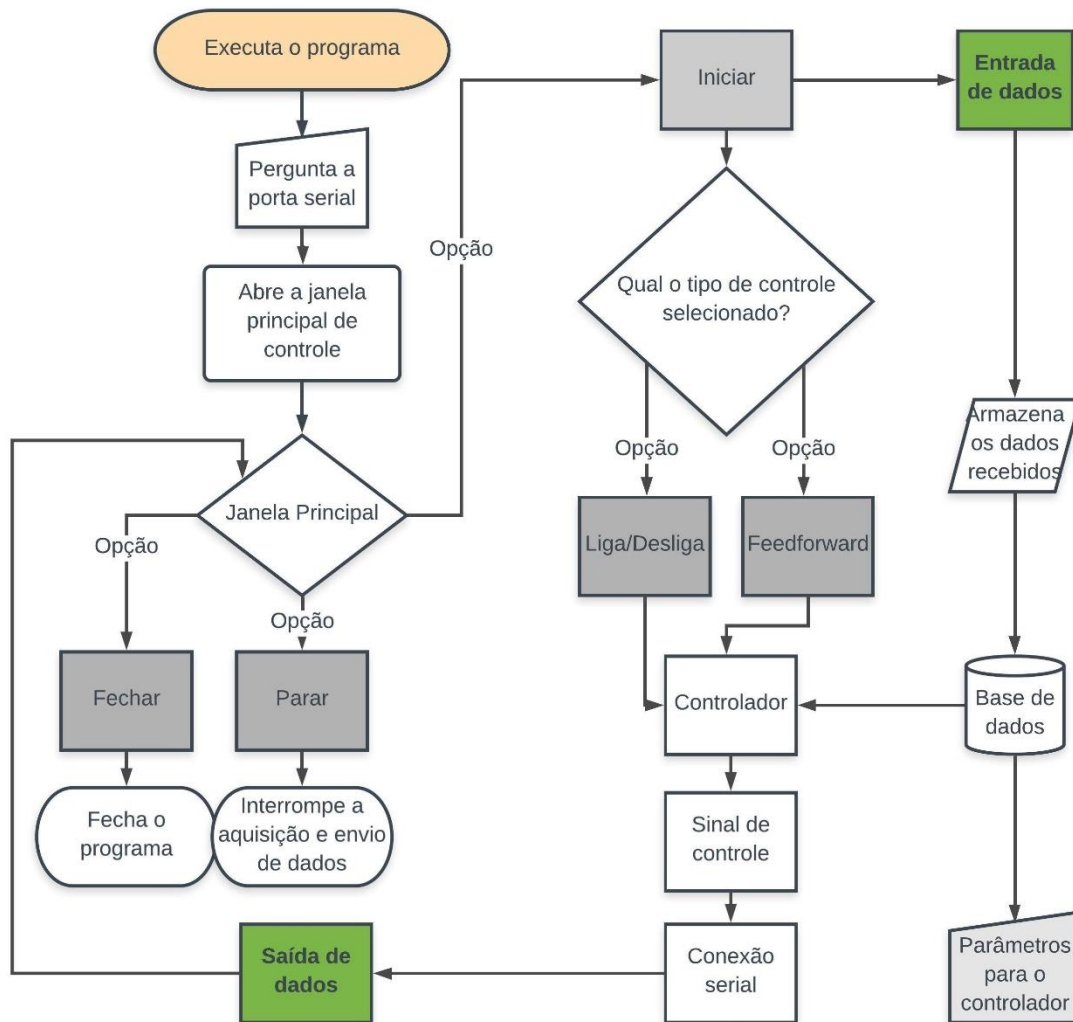 Executa o programa
Pergunta a
porta serial
Abre a janela
principal de
controle
Janela Principal
Opção
Opção
Opção
Fechar
Parar
Fecha o
programa
Interrompe a
aquisição e envio
de dados
Iniciar
Entrada
de dados
Qual o tipo de controle
selecionado?
Opção
Opção
Liga/Desliga
Feedforward
Armazena
os dados
recebidos
Controlador
Base de
dados
Sinal de
controle
Conexão
serial
Saída de
dados
Parâmetros
para o
controlador